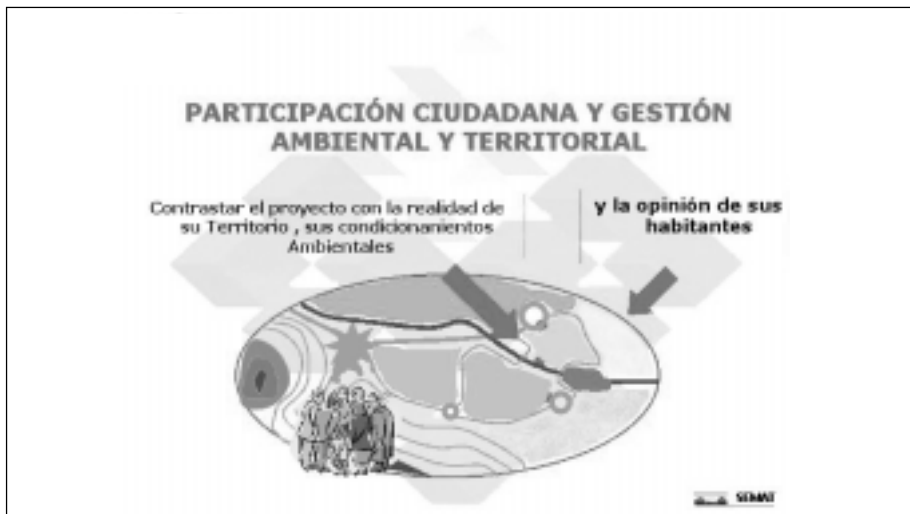 PARTICIPACIÓN CIUDADANA Y GESTIÓN
AMBIENTAL Y TERRITORIAL
Contrastar el proyecto con la realidad de
su Territorio , sus condicionanientos
Ambientales
y la opinión de sus
habitantes
SEMAT